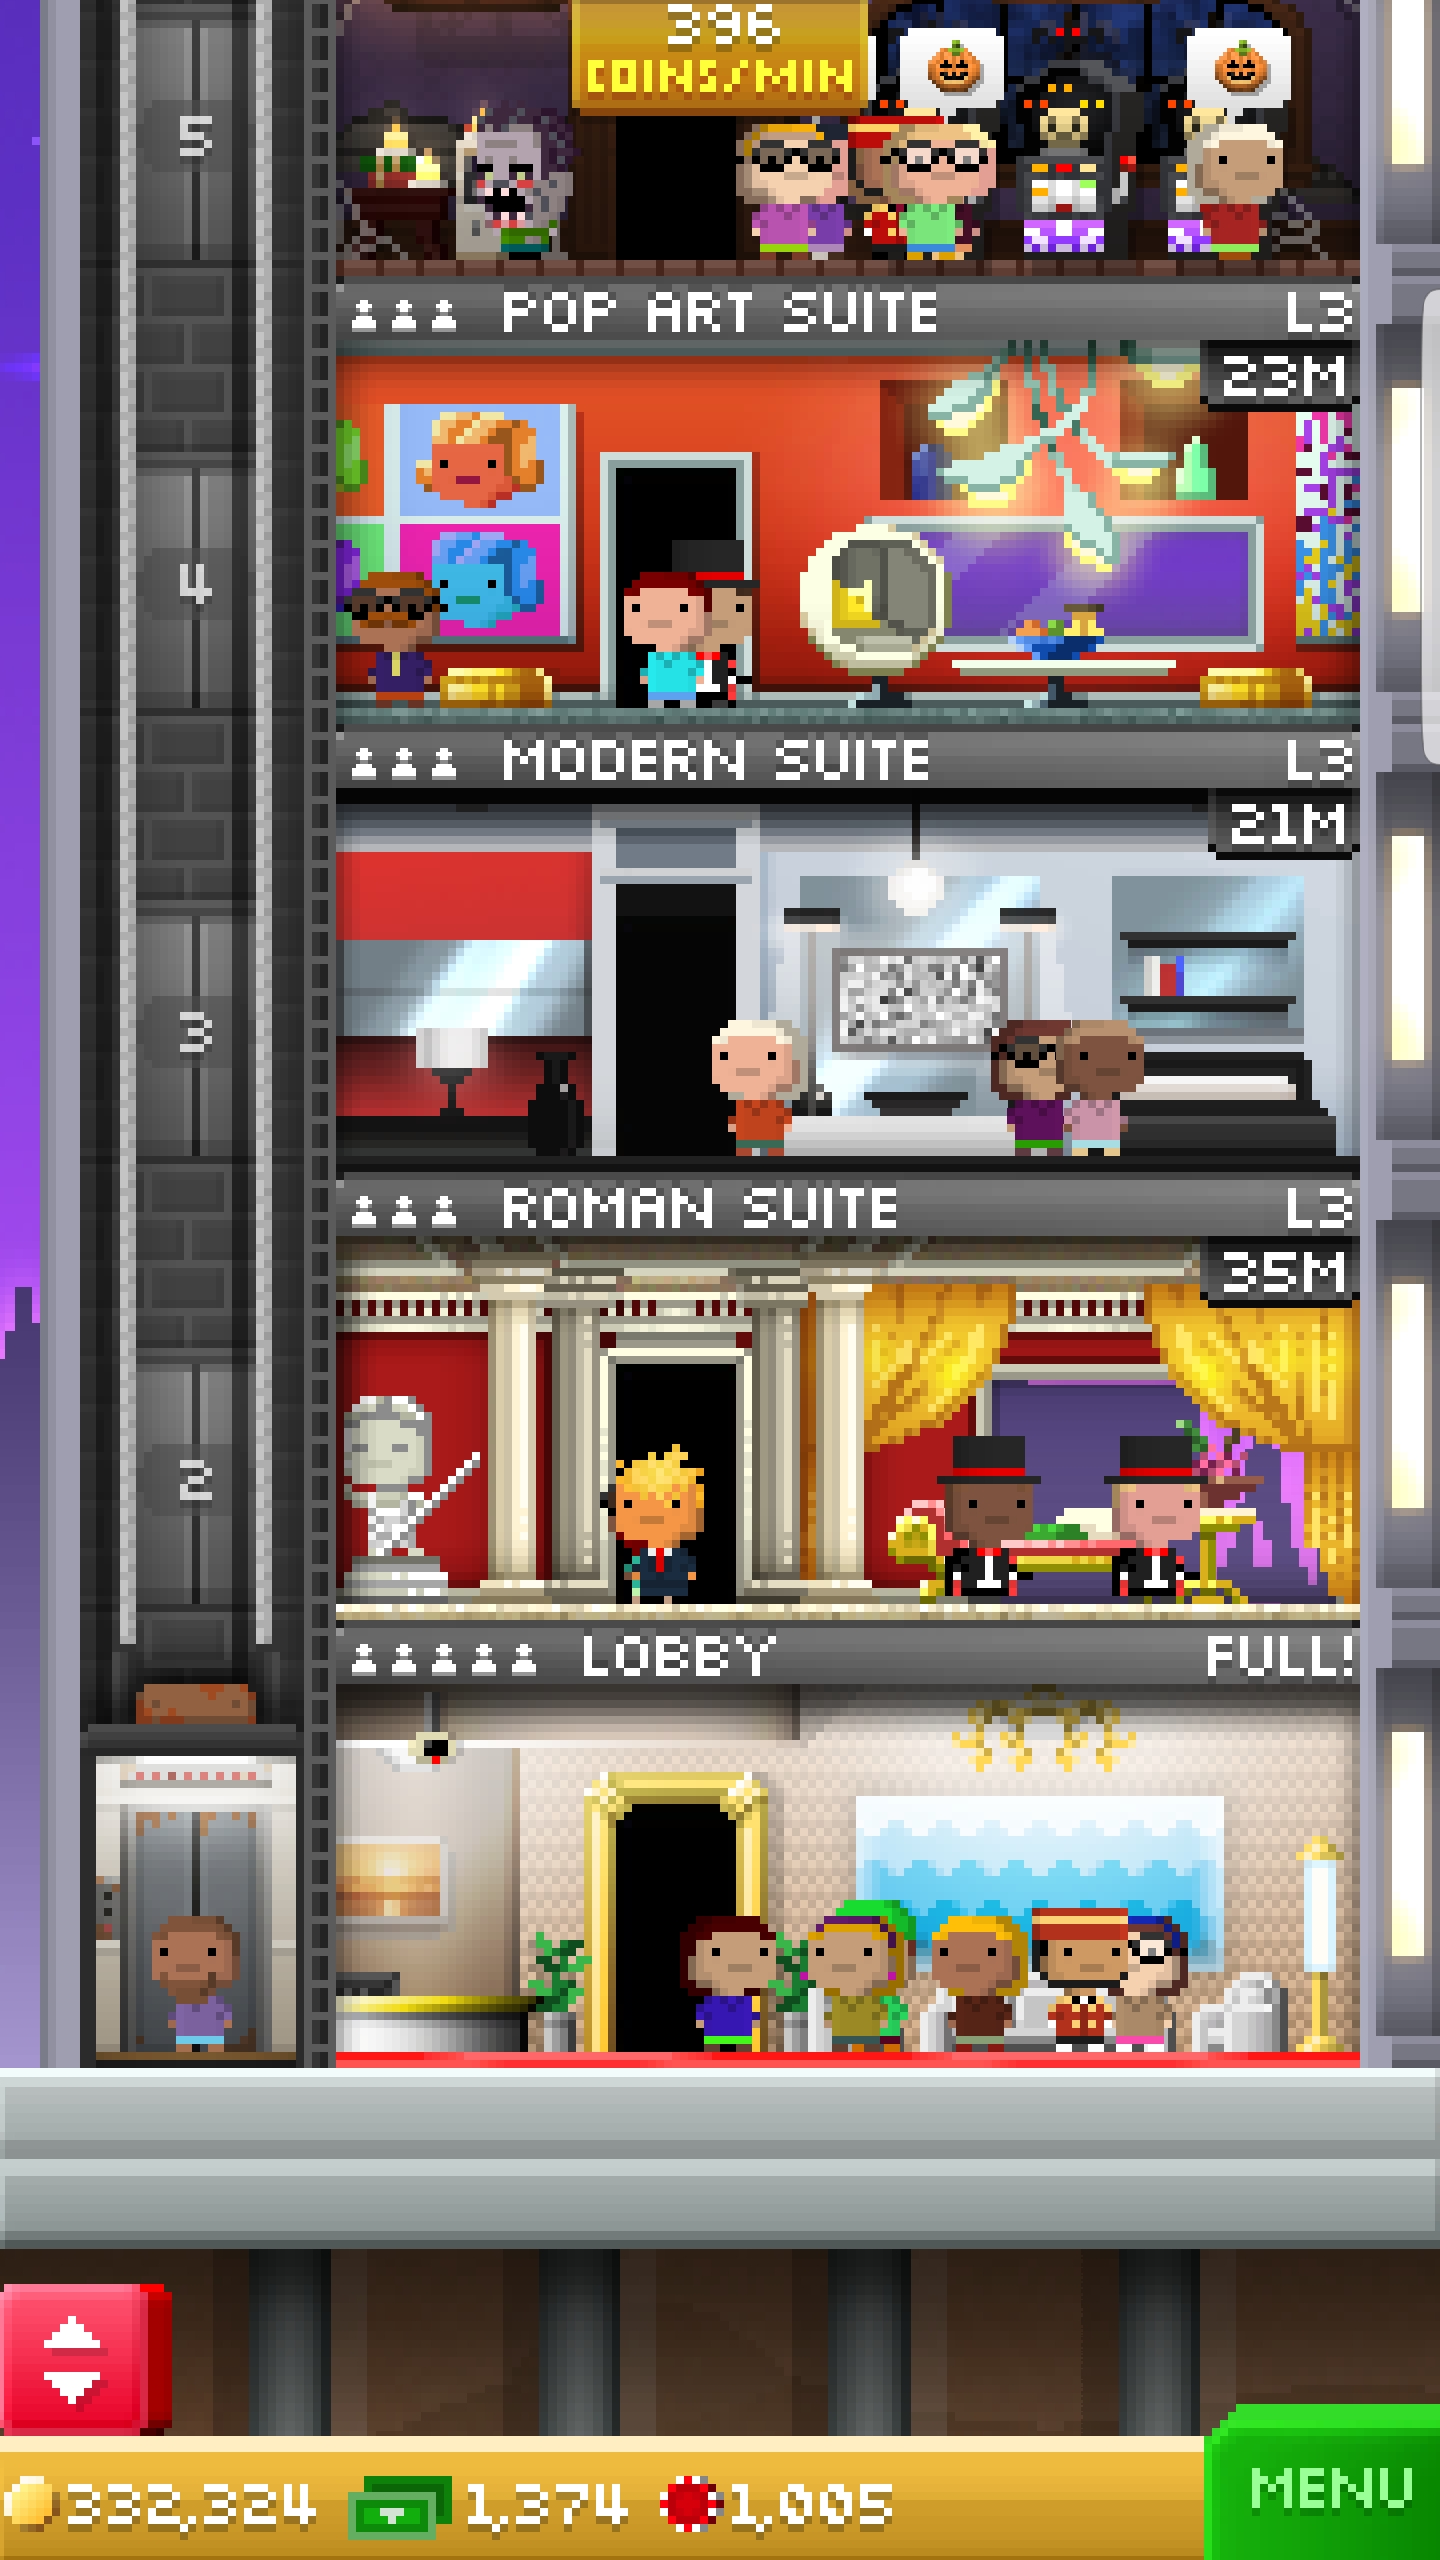 396
COINS/MIN
5
POP ART SUITE L3
23M
4
MODERN SUITE L3
21M
3
ROMAN SUITE L3
35M
2
LOBBY FULL!
332,324 1,374 1,005
MENU